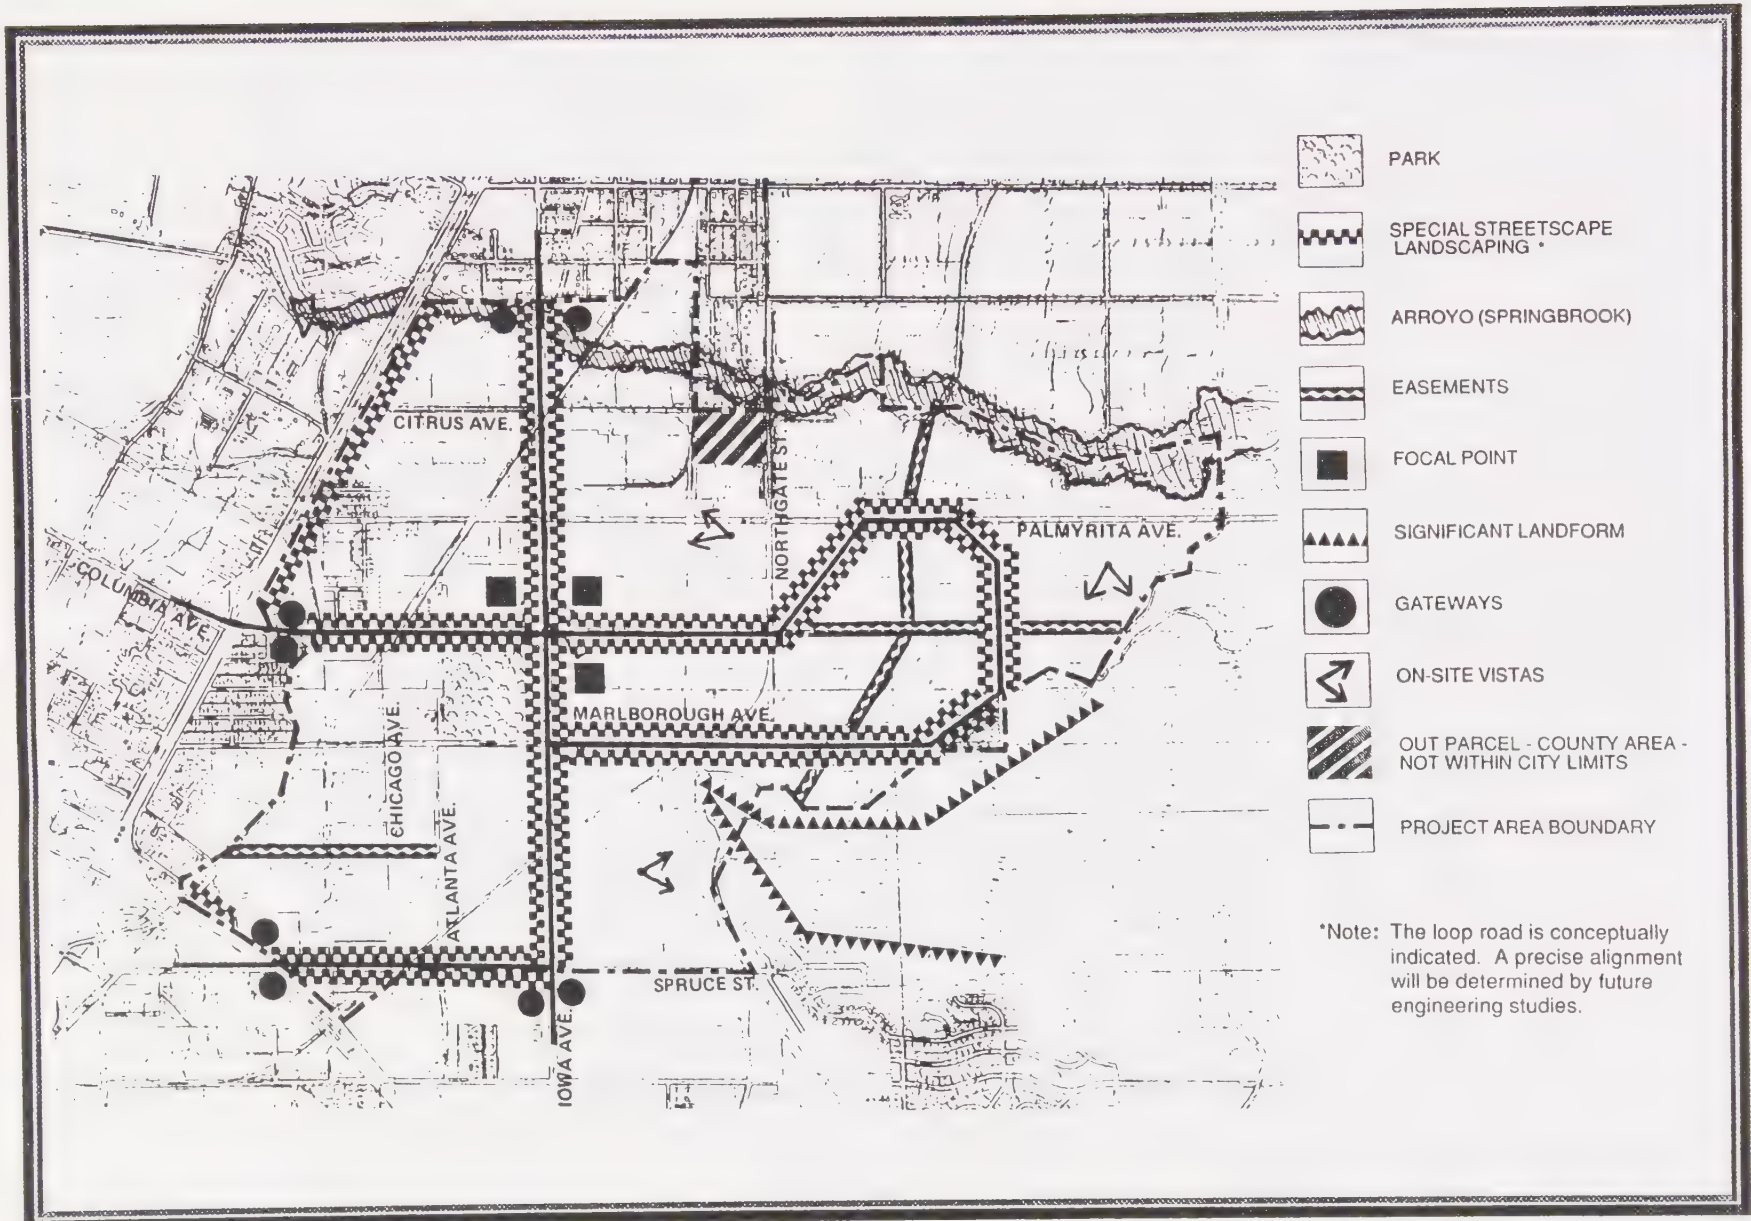 CITRUS AVE.
NORTHGATE ST.
PALMYRITA AVE.
COLUMBIA AVE.
MARLBOROUGH AVE.
CHICAGO AVE.
ATLANTA AVE.
SPRUCE ST.
IOWA AVE.
PARK
SPECIAL STREETSCAPE
LANDSCAPING *
ARROYO (SPRINGBROOK)
EASEMENTS
FOCAL POINT
SIGNIFICANT LANDFORM
GATEWAYS
ON-SITE VISTAS
OUT PARCEL - COUNTY AREA -
NOT WITHIN CITY LIMITS
PROJECT AREA BOUNDARY
*Note: The loop road is conceptually
indicated. A precise alignment
will be determined by future
engineering studies.